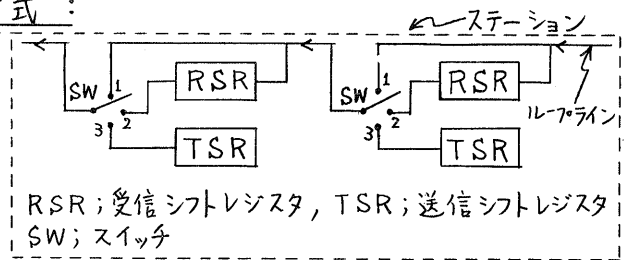 式：
ステーション
SW 1 2 3 RSR TSR
SW 1 2 3 RSR TSR
ループライン
RSR；受信シフトレジスタ, TSR；送信シフトレジスタ
SW；スイッチ